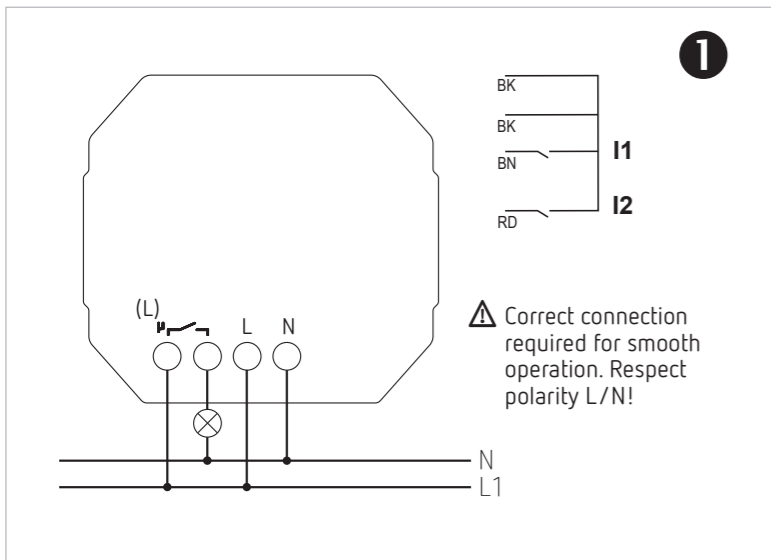 1
BK
BK
BN
I1
RD
I2
(L)
µ
L
N
⚠ Correct connection
required for smooth
operation. Respect
polarity L/N!
N
L1